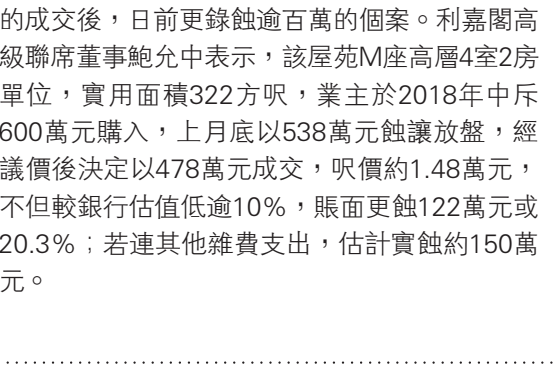 的成交後，日前更錄蝕逾百萬的個案。利嘉閣高
級聯席董事鮑允中表示，該屋苑M座高層4室2房
單位，實用面積322方呎，業主於2018年中斥
600萬元購入，上月底以538萬元蝕讓放盤，經
議價後決定以478萬元成交，呎價約1.48萬元，
不但較銀行估值低逾10%，賬面更蝕122萬元或
20.3%；若連其他雜費支出，估計實蝕約150萬
元。